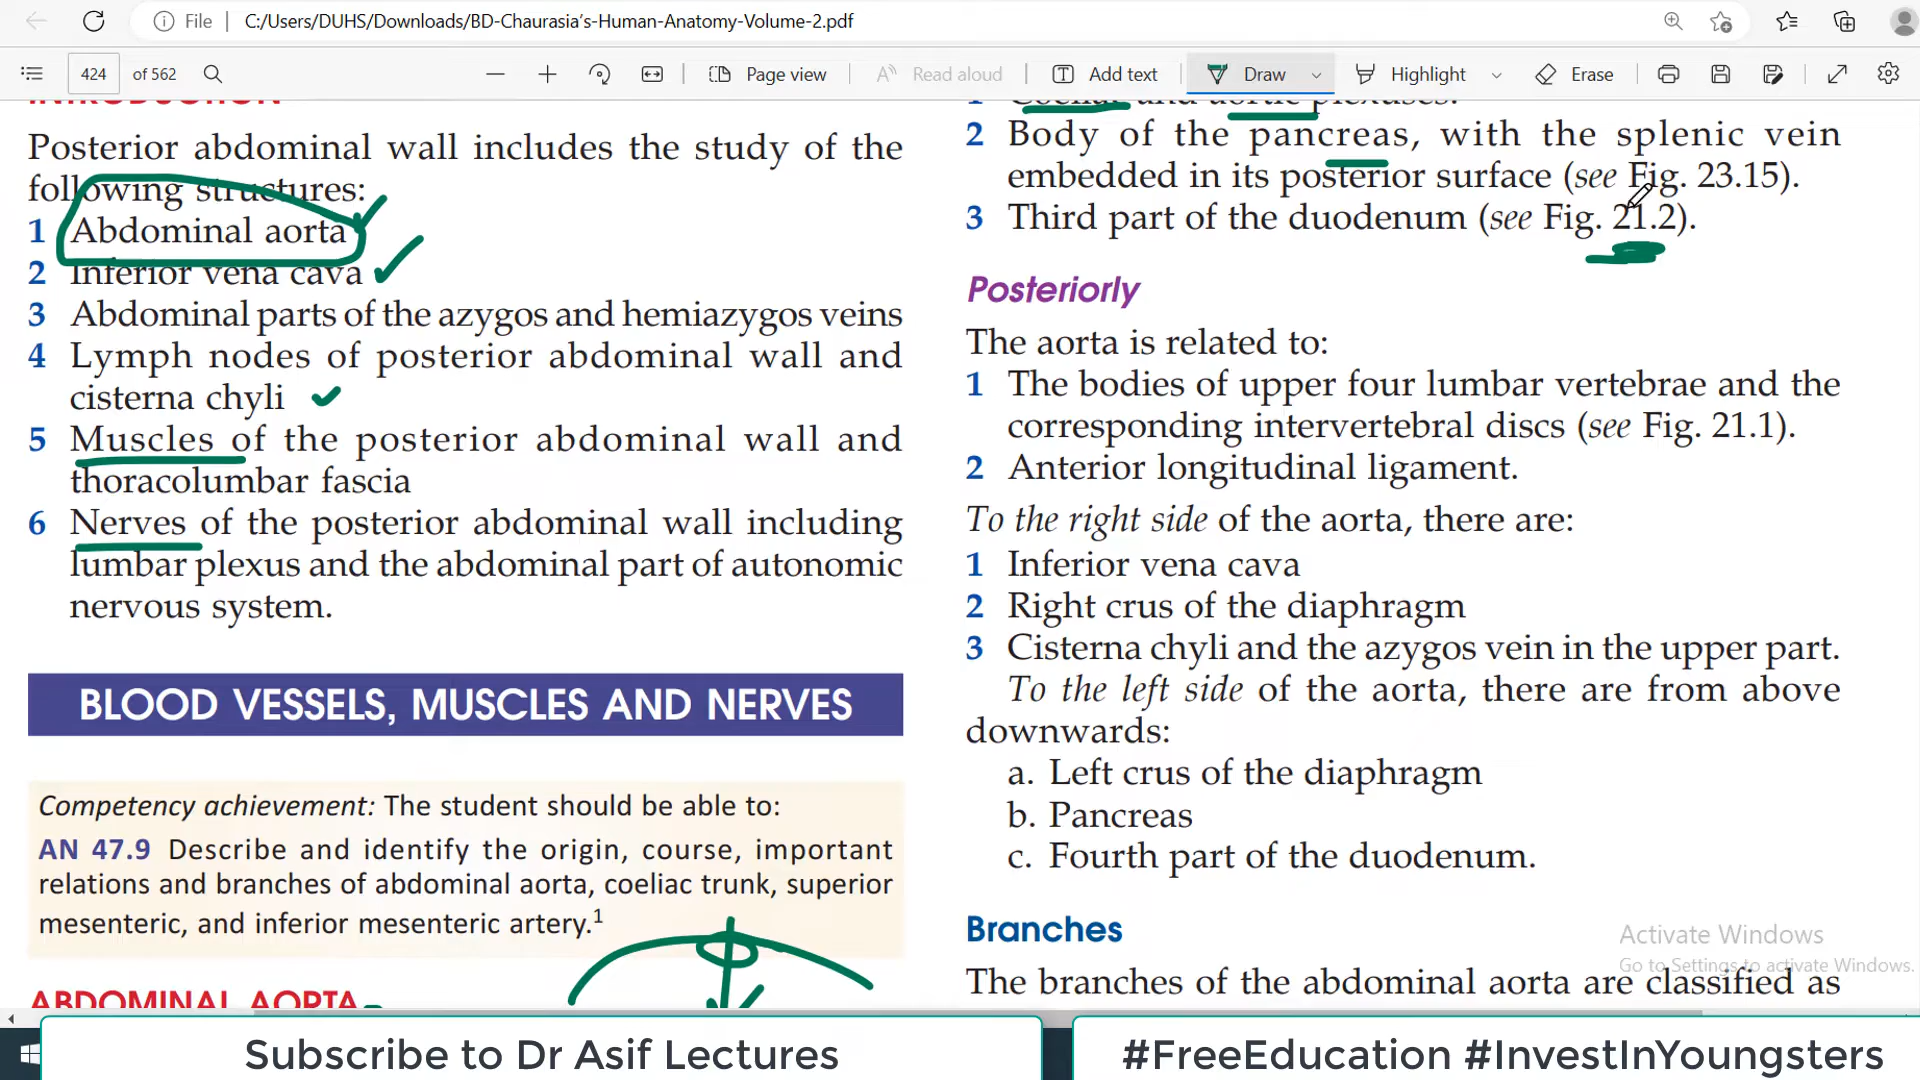 File C:/Users/DUHS/Downloads/BD-Chaurasia's-Human-Anatomy-Volume-2.pdf
424 of 562 Page view Read aloud Add text Draw Highlight Erase
INTRODUCTION
Posterior abdominal wall includes the study of the
following structures:
1 Abdominal aorta
2 Inferior vena cava
3 Abdominal parts of the azygos and hemiazygos veins
4 Lymph nodes of posterior abdominal wall and
cisterna chyli
5 Muscles of the posterior abdominal wall and
thoracolumbar fascia
6 Nerves of the posterior abdominal wall including
lumbar plexus and the abdominal part of autonomic
nervous system.
BLOOD VESSELS, MUSCLES AND NERVES
Competency achievement: The student should be able to:
AN 47.9 Describe and identify the origin, course, important
relations and branches of abdominal aorta, coeliac trunk, superior
mesenteric, and inferior mesenteric artery.1
ABDOMINAL AORTA
1 Coeliac and aortic plexuses.
2 Body of the pancreas, with the splenic vein
embedded in its posterior surface (see Fig. 23.15).
3 Third part of the duodenum (see Fig. 21.2).
Posteriorly
The aorta is related to:
1 The bodies of upper four lumbar vertebrae and the
corresponding intervertebral discs (see Fig. 21.1).
2 Anterior longitudinal ligament.
To the right side of the aorta, there are:
1 Inferior vena cava
2 Right crus of the diaphragm
3 Cisterna chyli and the azygos vein in the upper part.
To the left side of the aorta, there are from above
downwards:
a. Left crus of the diaphragm
b. Pancreas
c. Fourth part of the duodenum.
Branches
The branches of the abdominal aorta are classified as
Activate Windows
Go to Settings to activate Windows.
Subscribe to Dr Asif Lectures
#FreeEducation #InvestInYoungsters